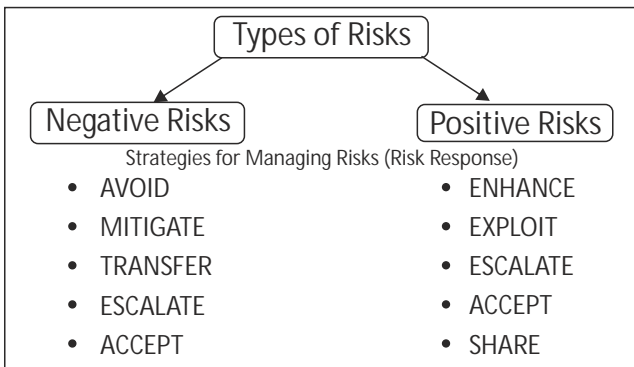 Types of Risks
Negative Risks
Positive Risks
Strategies for Managing Risks (Risk Response)
• AVOID
• MITIGATE
• TRANSFER
• ESCALATE
• ACCEPT
• ENHANCE
• EXPLOIT
• ESCALATE
• ACCEPT
• SHARE